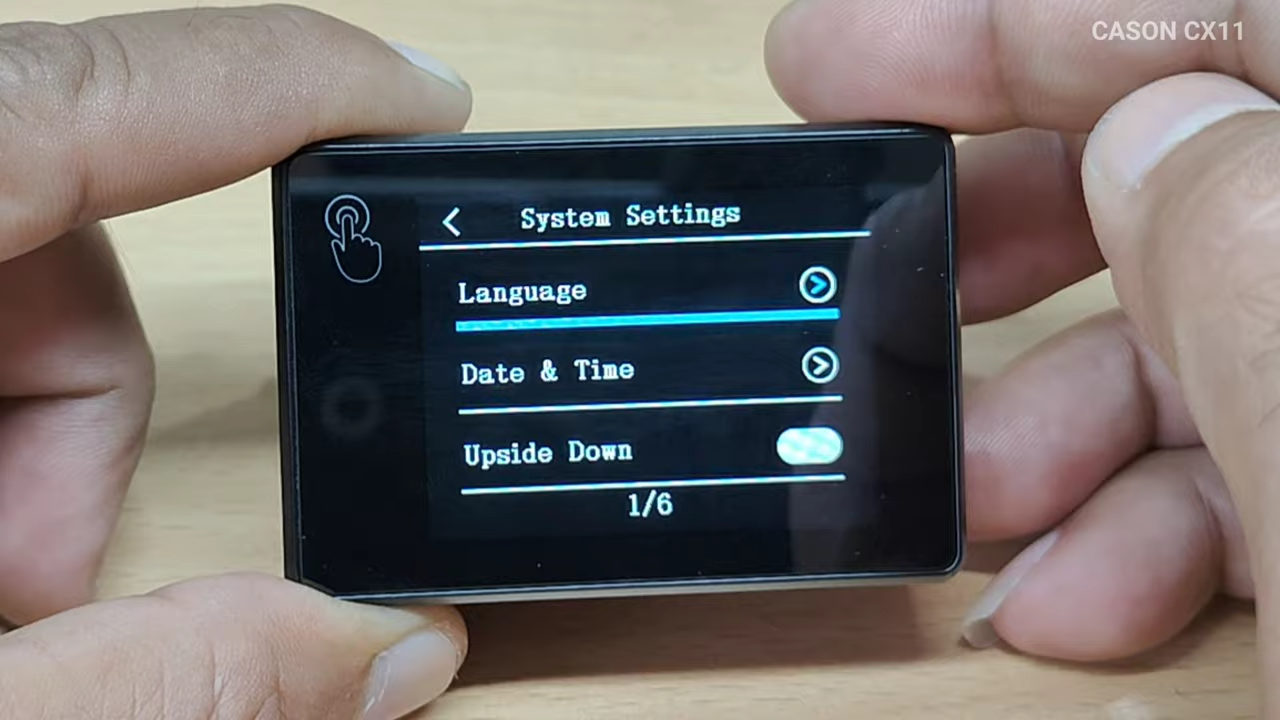 CASON CX11
System Settings
Language
Date & Time
Upside Down
1/6